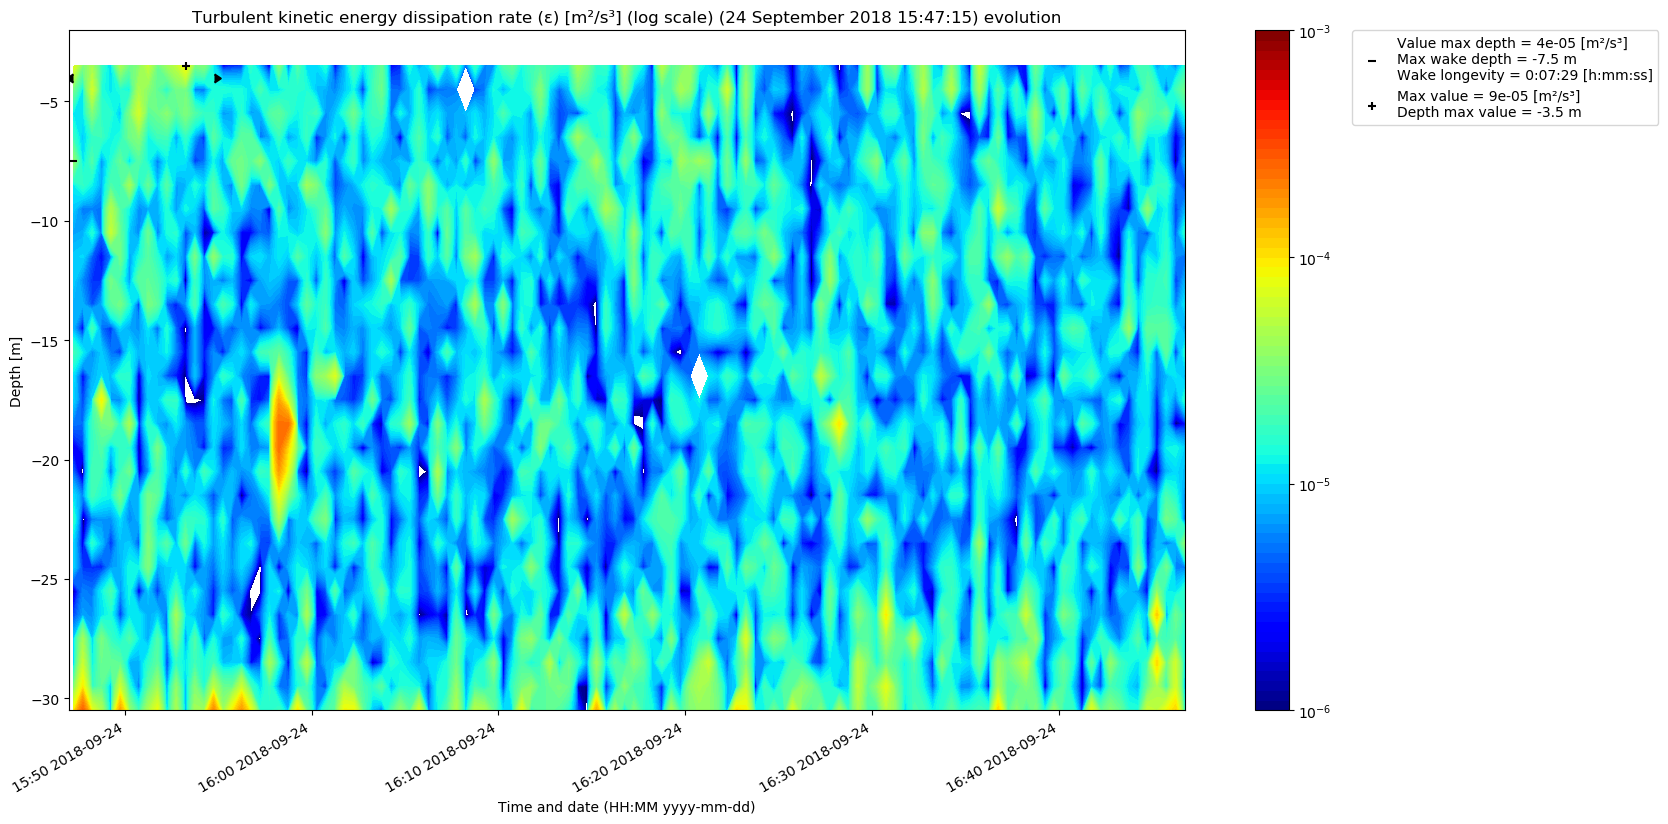 Turbulent kinetic energy dissipation rate (ε) [m²/s³] (log scale) (24 September 2018 15:47:15) evolution
Value max depth = 4e-05 [m²/s³]
Max wake depth = -7.5 m
Wake longevity = 0:07:29 [h:mm:ss]
Max value = 9e-05 [m²/s³]
Depth max value = -3.5 m
Depth [m]
−5
−10
−15
−20
−25
−30
15:50 2018-09-24
16:00 2018-09-24
16:10 2018-09-24
16:20 2018-09-24
16:30 2018-09-24
16:40 2018-09-24
Time and date (HH:MM yyyy-mm-dd)
10⁻³
10⁻⁴
10⁻⁵
10⁻⁶